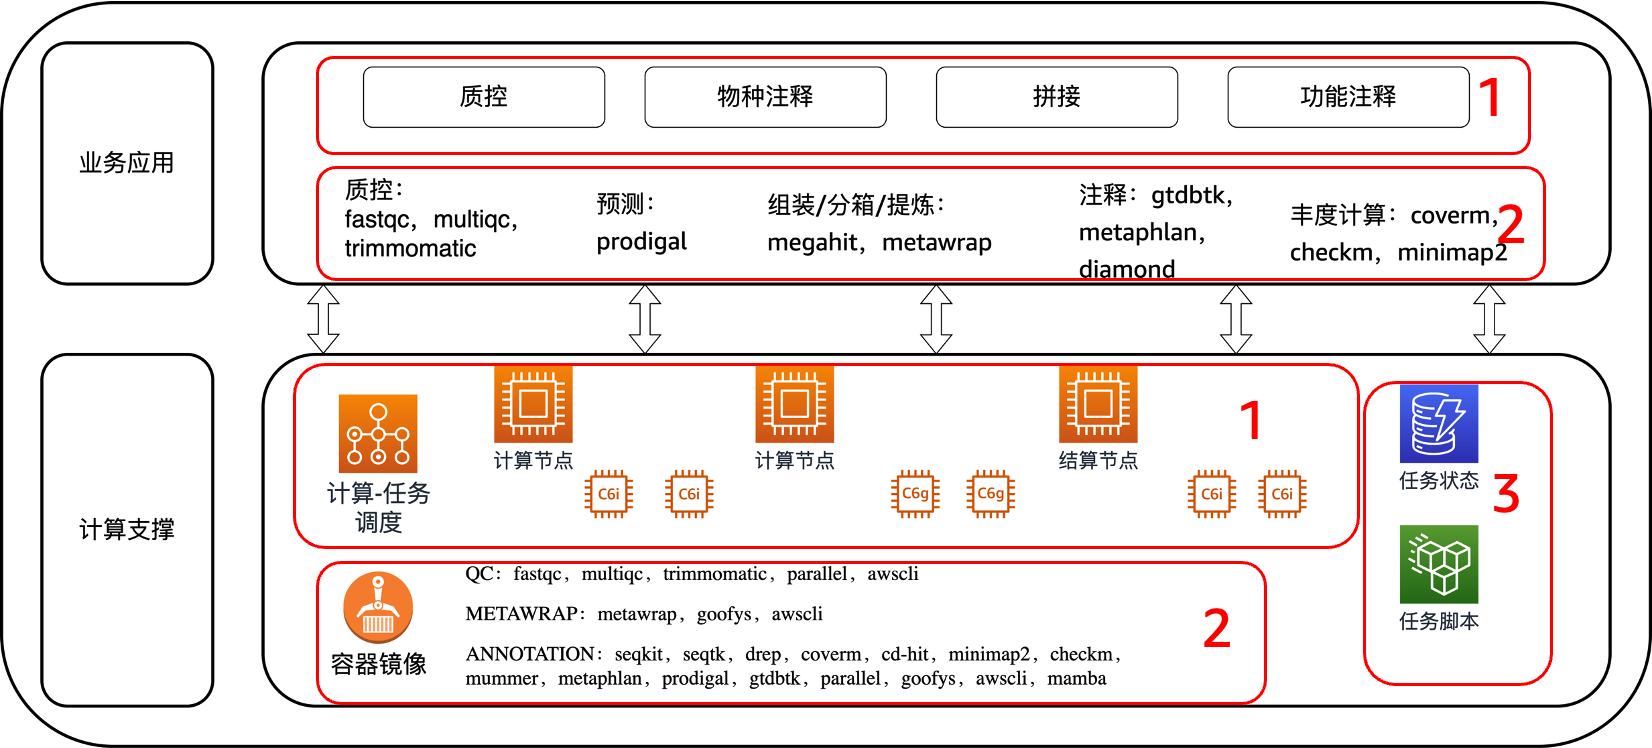 业务应用
质控
物种注释
拼接
功能注释
1
质控：
fastqc，multiqc，
trimmomatic
预测：
prodigal
组装/分箱/提炼：
megahit，metawrap
注释：gtdbtk，
metaphlan，
diamond
丰度计算：coverm，
checkm，minimap2
2
计算支撑
计算-任务
调度
计算节点
C6i
C6i
计算节点
C6g
C6g
结算节点
C6i
C6i
1
容器镜像
QC：fastqc，multiqc，trimmomatic，parallel，awscli
METAWRAP：metawrap，goofys，awscli
ANNOTATION：seqkit，seqtk，drep，coverm，cd-hit，minimap2，checkm，
mummer，metaphlan，prodigal，gtdbtk，parallel，goofys，awscli，mamba
2
任务状态
任务脚本
3